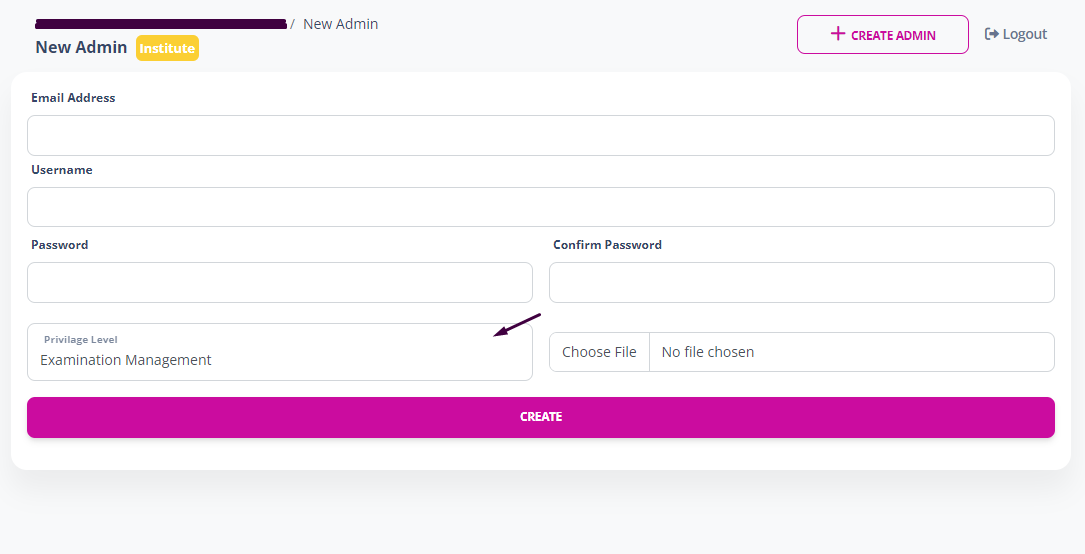 / New Admin
New Admin Institute
CREATE ADMIN
Logout
Email Address
Username
Password
Confirm Password
Privilage Level
Examination Management
Choose File No file chosen
CREATE